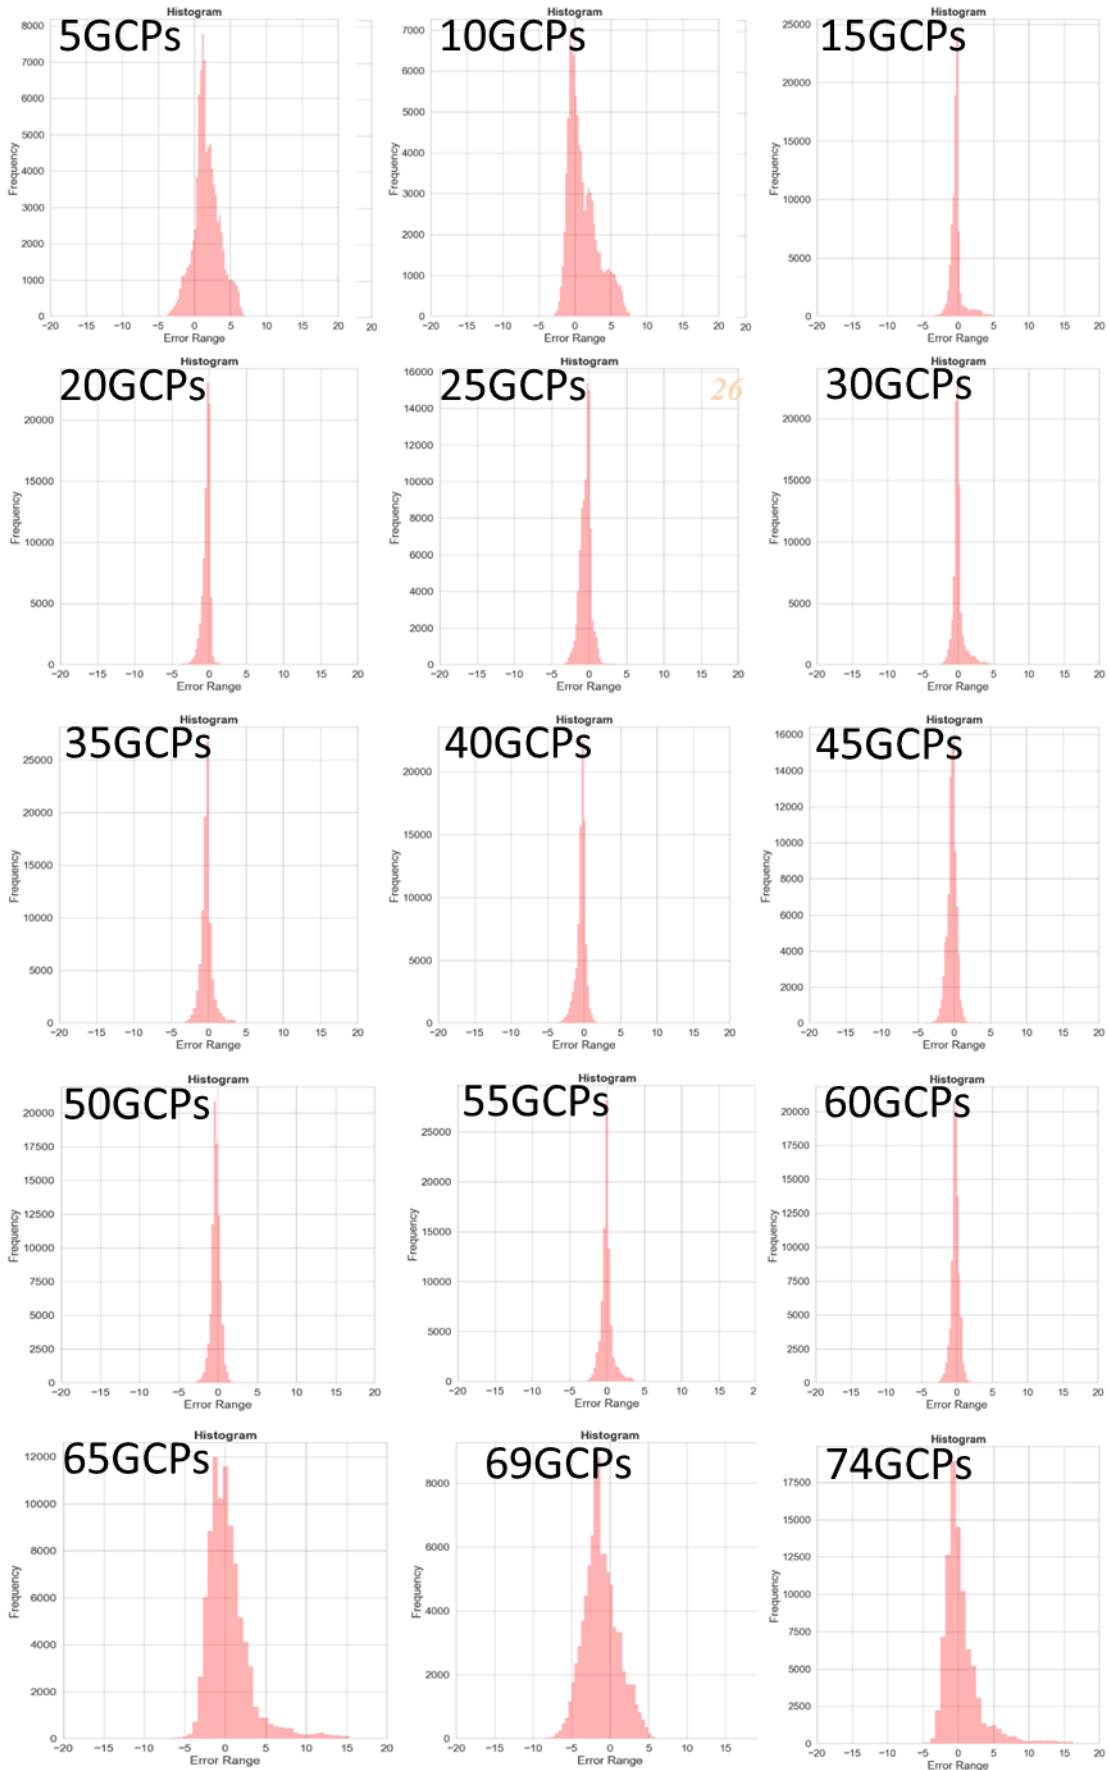 Histogram
5GCPs
8000
7000
6000
5000
4000
3000
2000
1000
0
Frequency
−20 −15 −10 −5 0 5 10 15 20 20
Error Range
Histogram
10GCPs
7000
6000
5000
4000
3000
2000
1000
0
Frequency
−20 −15 −10 −5 0 5 10 15 20 20
Error Range
Histogram
15GCPs
25000
20000
15000
10000
5000
0
Frequency
−20 −15 −10 −5 0 5 10 15 20
Error Range
Histogram
20GCPs
20000
15000
10000
5000
0
Frequency
−20 −15 −10 −5 0 5 10 15 20
Error Range
Histogram
25GCPs
26
16000
14000
12000
10000
8000
6000
4000
2000
0
Frequency
−20 −15 −10 −5 0 5 10 15 20
Error Range
Histogram
30GCPs
20000
15000
10000
5000
0
Frequency
−20 −15 −10 −5 0 5 10 15 20
Error Range
Histogram
35GCPs
25000
20000
15000
10000
5000
0
Frequency
−20 −15 −10 −5 0 5 10 15 20
Error Range
Histogram
40GCPs
20000
15000
10000
5000
0
Frequency
−20 −15 −10 −5 0 5 10 15 20
Error Range
Histogram
45GCPs
16000
14000
12000
10000
8000
6000
4000
2000
0
Frequency
−20 −15 −10 −5 0 5 10 15 20
Error Range
Histogram
50GCPs
20000
17500
15000
12500
10000
7500
5000
2500
0
Frequency
−20 −15 −10 −5 0 5 10 15 20
Error Range
Histogram
55GCPs
25000
20000
15000
10000
5000
0
Frequency
−20 −15 −10 −5 0 5 10 15 2
Error Range
Histogram
60GCPs
20000
17500
15000
12500
10000
7500
5000
2500
0
Frequency
−20 −15 −10 −5 0 5 10 15 20
Error Range
Histogram
65GCPs
12000
10000
8000
6000
4000
2000
0
Frequency
−20 −15 −10 −5 0 5 10 15 20
Error Range
Histogram
69GCPs
8000
6000
4000
2000
0
Frequency
−20 −15 −10 −5 0 5 10 15
Error Range
Histogram
74GCPs
17500
15000
12500
10000
7500
5000
2500
0
Frequency
−20 −15 −10 −5 0 5 10 15 20
Error Range